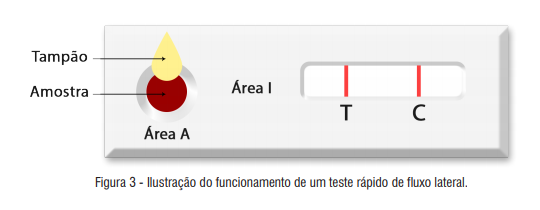 Tampão
Amostra
Área A
Área I
T C
Figura 3 - Ilustração do funcionamento de um teste rápido de fluxo lateral.